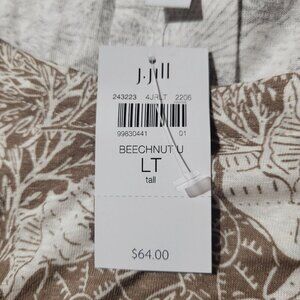 J.Jill
243223 4JRLT 2206
99630441 01
BEECHNUT U
LT
tall
$64.00